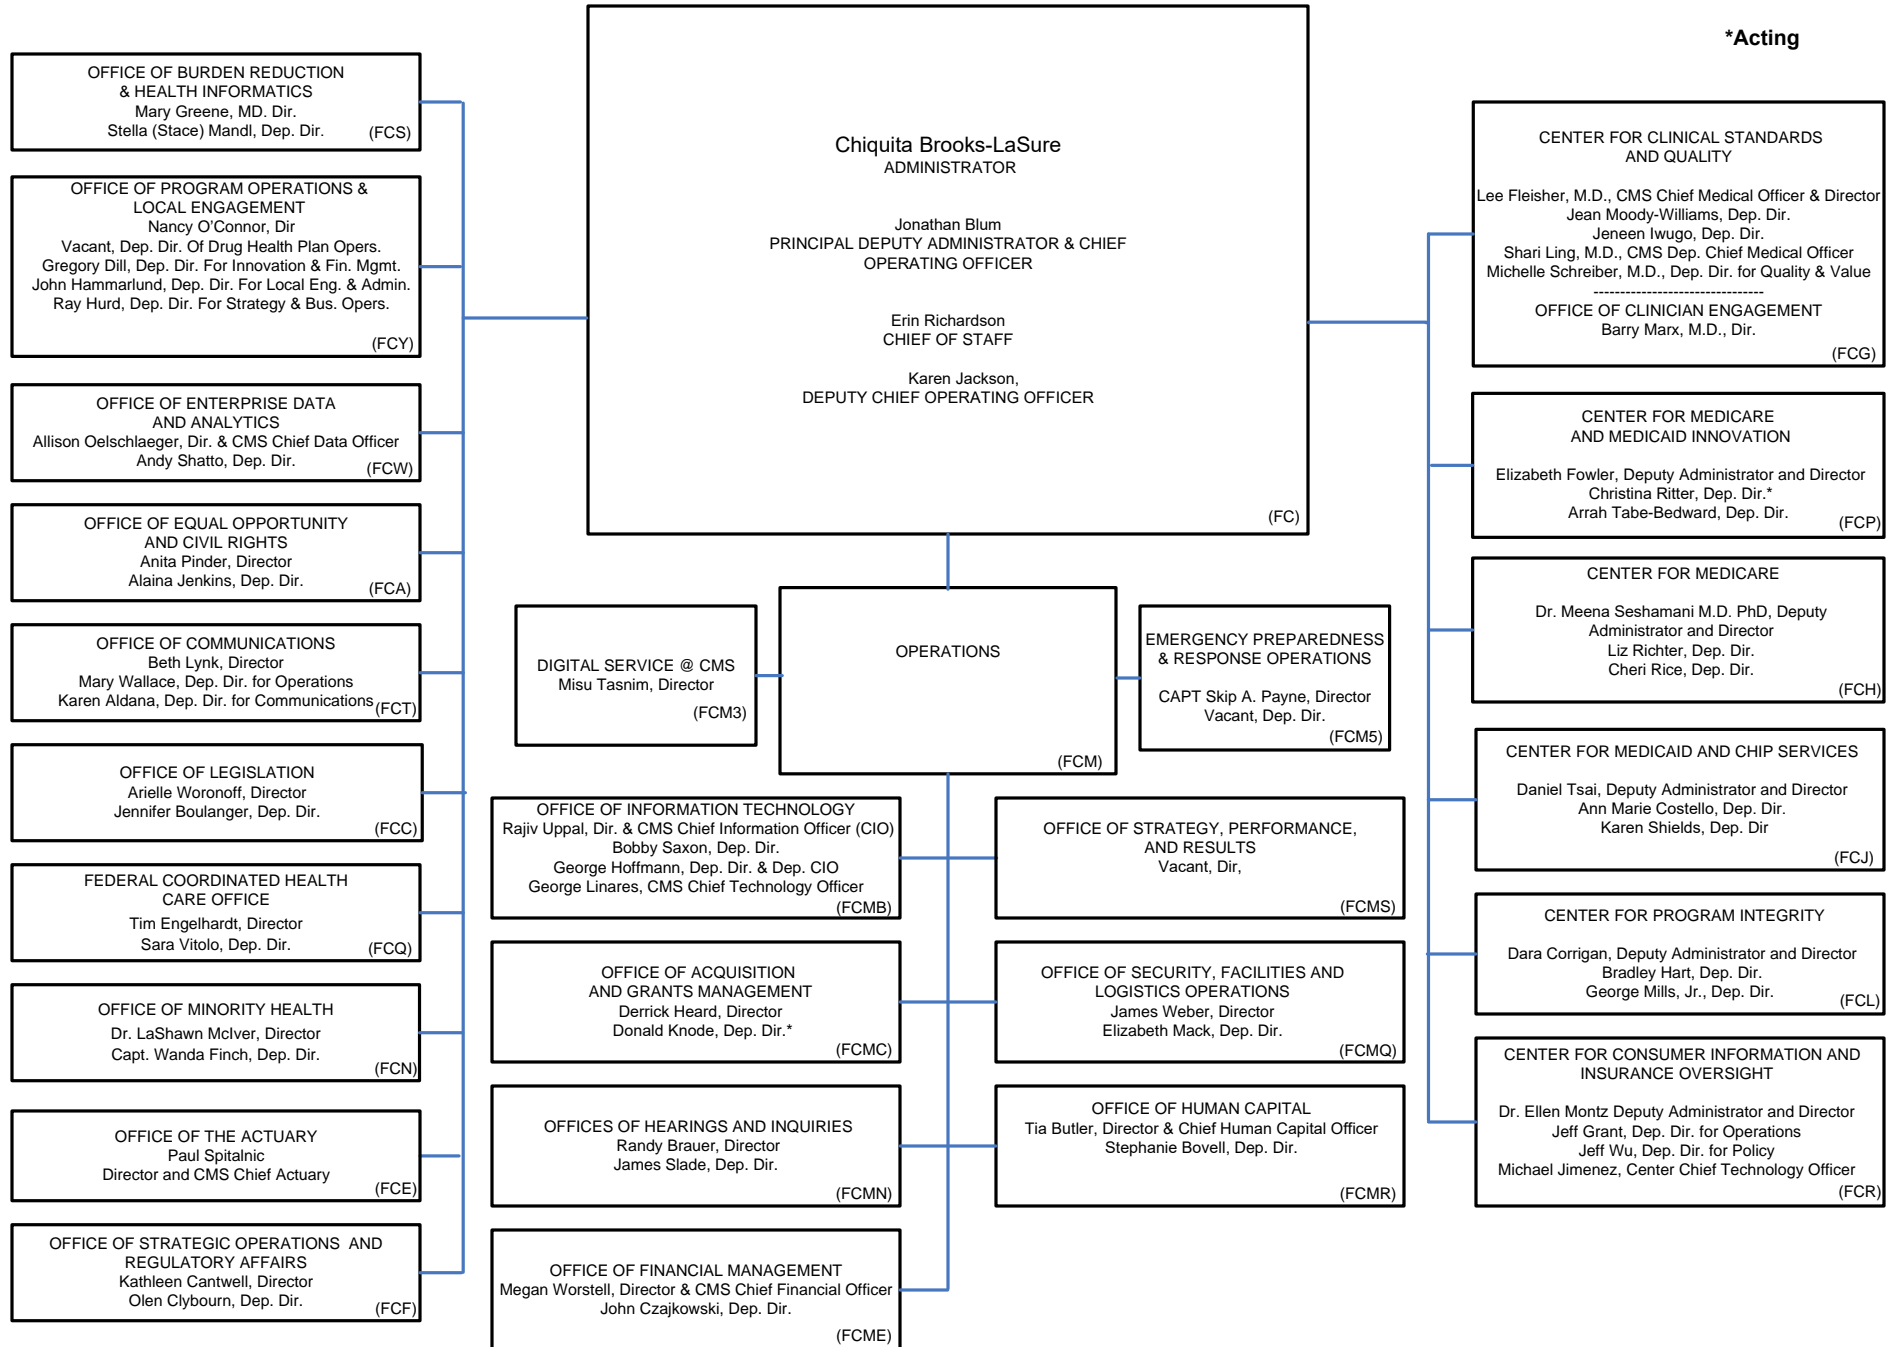 *Acting
OFFICE OF BURDEN REDUCTION
& HEALTH INFORMATICS
Mary Greene, MD. Dir.
Stella (Stace) Mandl, Dep. Dir.
(FCS)
OFFICE OF PROGRAM OPERATIONS &
LOCAL ENGAGEMENT
Nancy O’Connor, Dir
Vacant, Dep. Dir. Of Drug Health Plan Opers.
Gregory Dill, Dep. Dir. For Innovation & Fin. Mgmt.
John Hammarlund, Dep. Dir. For Local Eng. & Admin.
Ray Hurd, Dep. Dir. For Strategy & Bus. Opers.
(FCY)
OFFICE OF ENTERPRISE DATA
AND ANALYTICS
Allison Oelschlaeger, Dir. & CMS Chief Data Officer
Andy Shatto, Dep. Dir.
(FCW)
OFFICE OF EQUAL OPPORTUNITY
AND CIVIL RIGHTS
Anita Pinder, Director
Alaina Jenkins, Dep. Dir.
(FCA)
OFFICE OF COMMUNICATIONS
Beth Lynk, Director
Mary Wallace, Dep. Dir. for Operations
Karen Aldana, Dep. Dir. for Communications
(FCT)
OFFICE OF LEGISLATION
Arielle Woronoff, Director
Jennifer Boulanger, Dep. Dir.
(FCC)
FEDERAL COORDINATED HEALTH
CARE OFFICE
Tim Engelhardt, Director
Sara Vitolo, Dep. Dir.
(FCQ)
OFFICE OF MINORITY HEALTH
Dr. LaShawn McIver, Director
Capt. Wanda Finch, Dep. Dir.
(FCN)
OFFICE OF THE ACTUARY
Paul Spitalnic
Director and CMS Chief Actuary
(FCE)
OFFICE OF STRATEGIC OPERATIONS AND
REGULATORY AFFAIRS
Kathleen Cantwell, Director
Olen Clybourn, Dep. Dir.
(FCF)
Chiquita Brooks-LaSure
ADMINISTRATOR
Jonathan Blum
PRINCIPAL DEPUTY ADMINISTRATOR & CHIEF
OPERATING OFFICER
Erin Richardson
CHIEF OF STAFF
Karen Jackson,
DEPUTY CHIEF OPERATING OFFICER
(FC)
DIGITAL SERVICE @ CMS
Misu Tasnim, Director
(FCM3)
OPERATIONS
(FCM)
EMERGENCY PREPAREDNESS
& RESPONSE OPERATIONS
CAPT Skip A. Payne, Director
Vacant, Dep. Dir.
(FCM5)
OFFICE OF INFORMATION TECHNOLOGY
Rajiv Uppal, Dir. & CMS Chief Information Officer (CIO)
Bobby Saxon, Dep. Dir.
George Hoffmann, Dep. Dir. & Dep. CIO
George Linares, CMS Chief Technology Officer
(FCMB)
OFFICE OF STRATEGY, PERFORMANCE,
AND RESULTS
Vacant, Dir,
(FCMS)
OFFICE OF ACQUISITION
AND GRANTS MANAGEMENT
Derrick Heard, Director
Donald Knode, Dep. Dir.*
(FCMC)
OFFICE OF SECURITY, FACILITIES AND
LOGISTICS OPERATIONS
James Weber, Director
Elizabeth Mack, Dep. Dir.
(FCMQ)
OFFICES OF HEARINGS AND INQUIRIES
Randy Brauer, Director
James Slade, Dep. Dir.
(FCMN)
OFFICE OF HUMAN CAPITAL
Tia Butler, Director & Chief Human Capital Officer
Stephanie Bovell, Dep. Dir.
(FCMR)
OFFICE OF FINANCIAL MANAGEMENT
Megan Worstell, Director & CMS Chief Financial Officer
John Czajkowski, Dep. Dir.
(FCME)
CENTER FOR CLINICAL STANDARDS
AND QUALITY
Lee Fleisher, M.D., CMS Chief Medical Officer & Director
Jean Moody-Williams, Dep. Dir.
Jeneen Iwugo, Dep. Dir.
Shari Ling, M.D., CMS Dep. Chief Medical Officer
Michelle Schreiber, M.D., Dep. Dir. for Quality & Value
--------------------------------
OFFICE OF CLINICIAN ENGAGEMENT
Barry Marx, M.D., Dir.
(FCG)
CENTER FOR MEDICARE
AND MEDICAID INNOVATION
Elizabeth Fowler, Deputy Administrator and Director
Christina Ritter, Dep. Dir.*
Arrah Tabe-Bedward, Dep. Dir.
(FCP)
CENTER FOR MEDICARE
Dr. Meena Seshamani M.D. PhD, Deputy
Administrator and Director
Liz Richter, Dep. Dir.
Cheri Rice, Dep. Dir.
(FCH)
CENTER FOR MEDICAID AND CHIP SERVICES
Daniel Tsai, Deputy Administrator and Director
Ann Marie Costello, Dep. Dir.
Karen Shields, Dep. Dir
(FCJ)
CENTER FOR PROGRAM INTEGRITY
Dara Corrigan, Deputy Administrator and Director
Bradley Hart, Dep. Dir.
George Mills, Jr., Dep. Dir.
(FCL)
CENTER FOR CONSUMER INFORMATION AND
INSURANCE OVERSIGHT
Dr. Ellen Montz Deputy Administrator and Director
Jeff Grant, Dep. Dir. for Operations
Jeff Wu, Dep. Dir. for Policy
Michael Jimenez, Center Chief Technology Officer
(FCR)